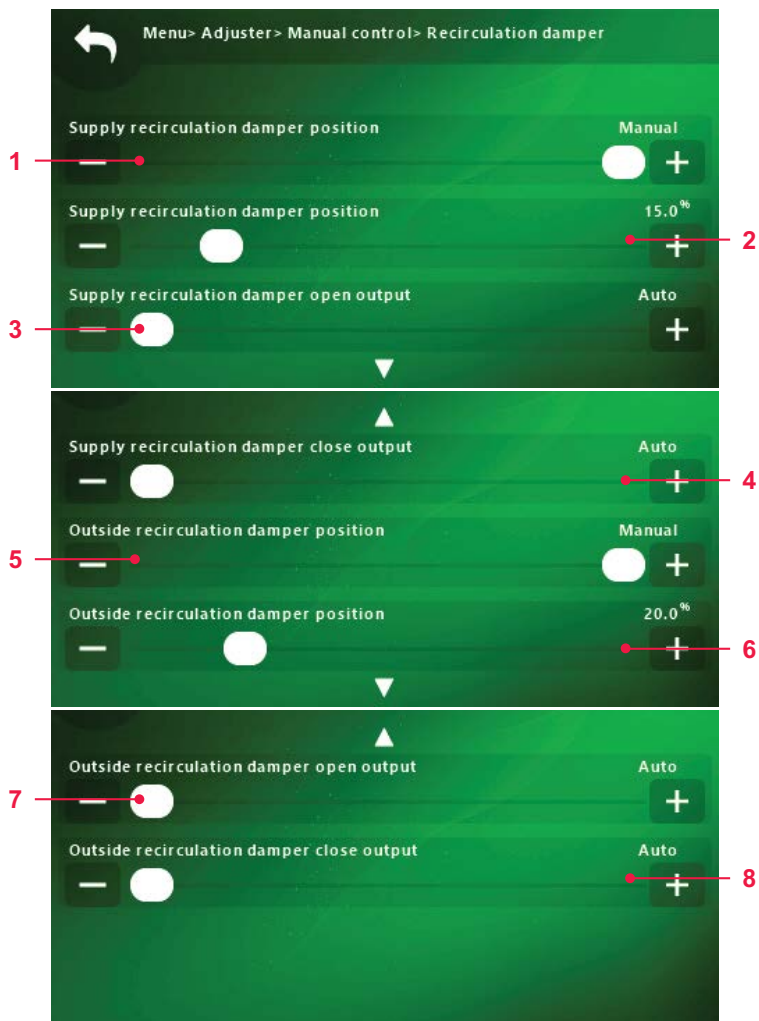 Menu> Adjuster> Manual control> Recirculation damper
Supply recirculation damper position Manual
1
Supply recirculation damper position 15.0%
2
Supply recirculation damper open output Auto
3
Supply recirculation damper close output Auto
4
Outside recirculation damper position Manual
5
Outside recirculation damper position 20.0%
6
Outside recirculation damper open output Auto
7
Outside recirculation damper close output Auto
8